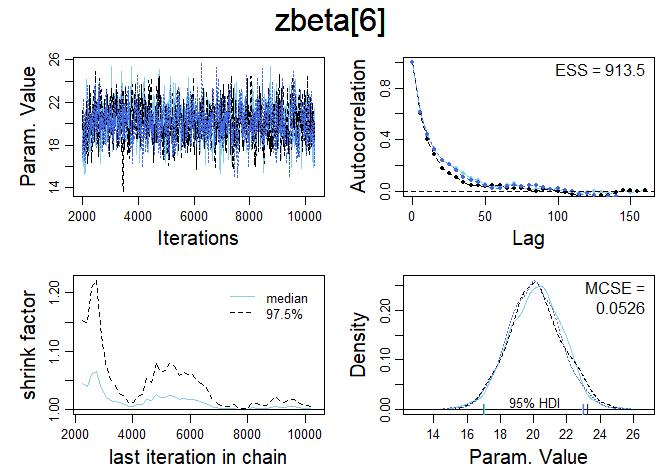 zbeta[6]
Param. Value
14 18 22 26
2000 4000 6000 8000 10000
Iterations
Autocorrelation
0.0 0.4 0.8
ESS = 913.5
0 50 100 150
Lag
shrink factor
1.00 1.10 1.20
median
97.5%
2000 4000 6000 8000 10000
last iteration in chain
Density
0.00 0.10 0.20
MCSE =
0.0526
95% HDI
14 16 18 20 22 24 26
Param. Value